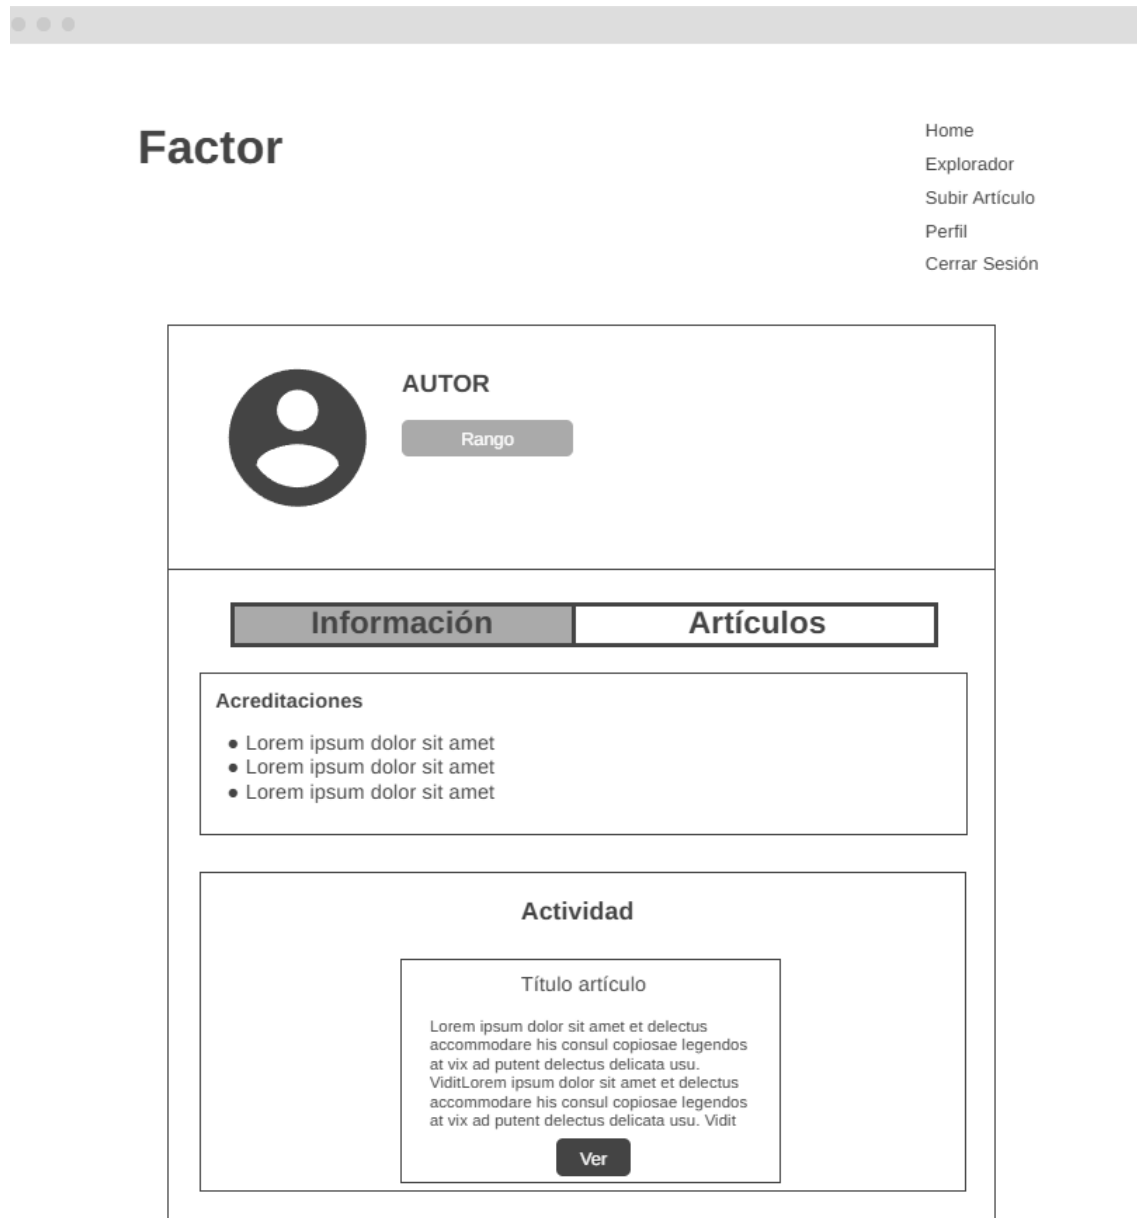 Factor
Home
Explorador
Subir Artículo
Perfil
Cerrar Sesión
AUTOR
Rango
Información
Artículos
Acreditaciones
● Lorem ipsum dolor sit amet
● Lorem ipsum dolor sit amet
● Lorem ipsum dolor sit amet
Actividad
Título artículo
Lorem ipsum dolor sit amet et delectus
accommodare his consul copiosae legendos
at vix ad putent delectus delicata usu.
ViditLorem ipsum dolor sit amet et delectus
accommodare his consul copiosae legendos
at vix ad putent delectus delicata usu. Vidit
Ver